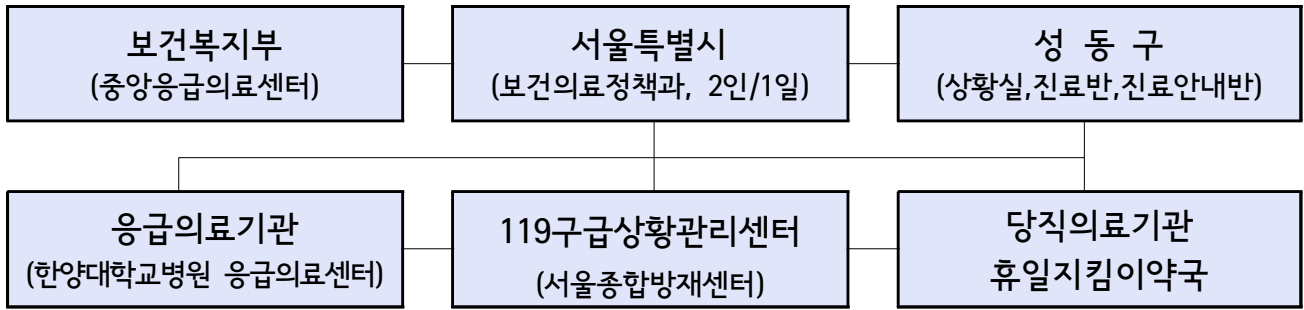 보건복지부
(중앙응급의료센터)
서울특별시
(보건의료정책과, 2인/1일)
성 동 구
(상황실,진료반,진료안내반)
응급의료기관
(한양대학교병원 응급의료센터)
119구급상황관리센터
(서울종합방재센터)
당직의료기관
휴일지킴이약국